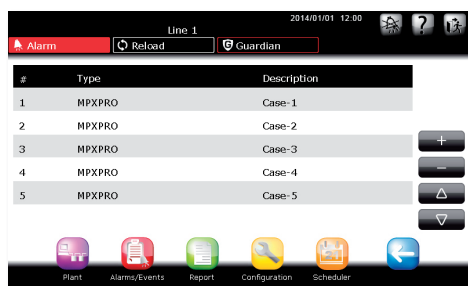 2014/01/01 12:00
Line 1
?
Alarm Reload Guardian
# Type Description
1 MPXPRO Case-1
2 MPXPRO Case-2
3 MPXPRO Case-3
4 MPXPRO Case-4
5 MPXPRO Case-5
+
−
Plant Alarms/Events Report Configuration Scheduler